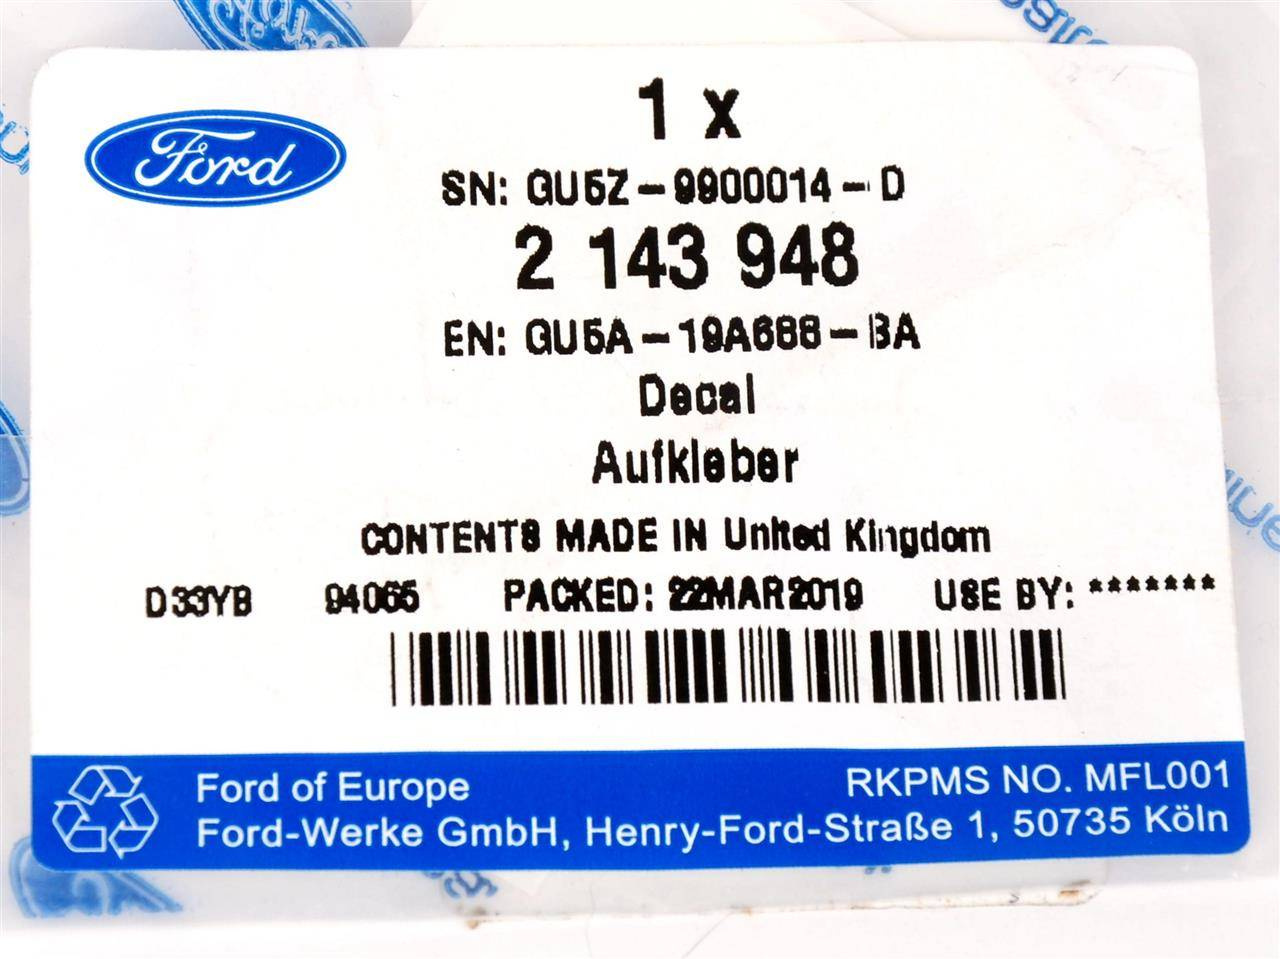 Ford
1 x
SN: GU5Z-9900014-D
2 143 948
EN: GU5A-19A688-BA
Decal
Aufkleber
CONTENTS MADE IN United Kingdom
D33YB 94065 PACKED: 22MAR2019 USE BY: *******
Ford of Europe RKPMS NO. MFL001
Ford-Werke GmbH, Henry-Ford-Straße 1, 50735 Köln